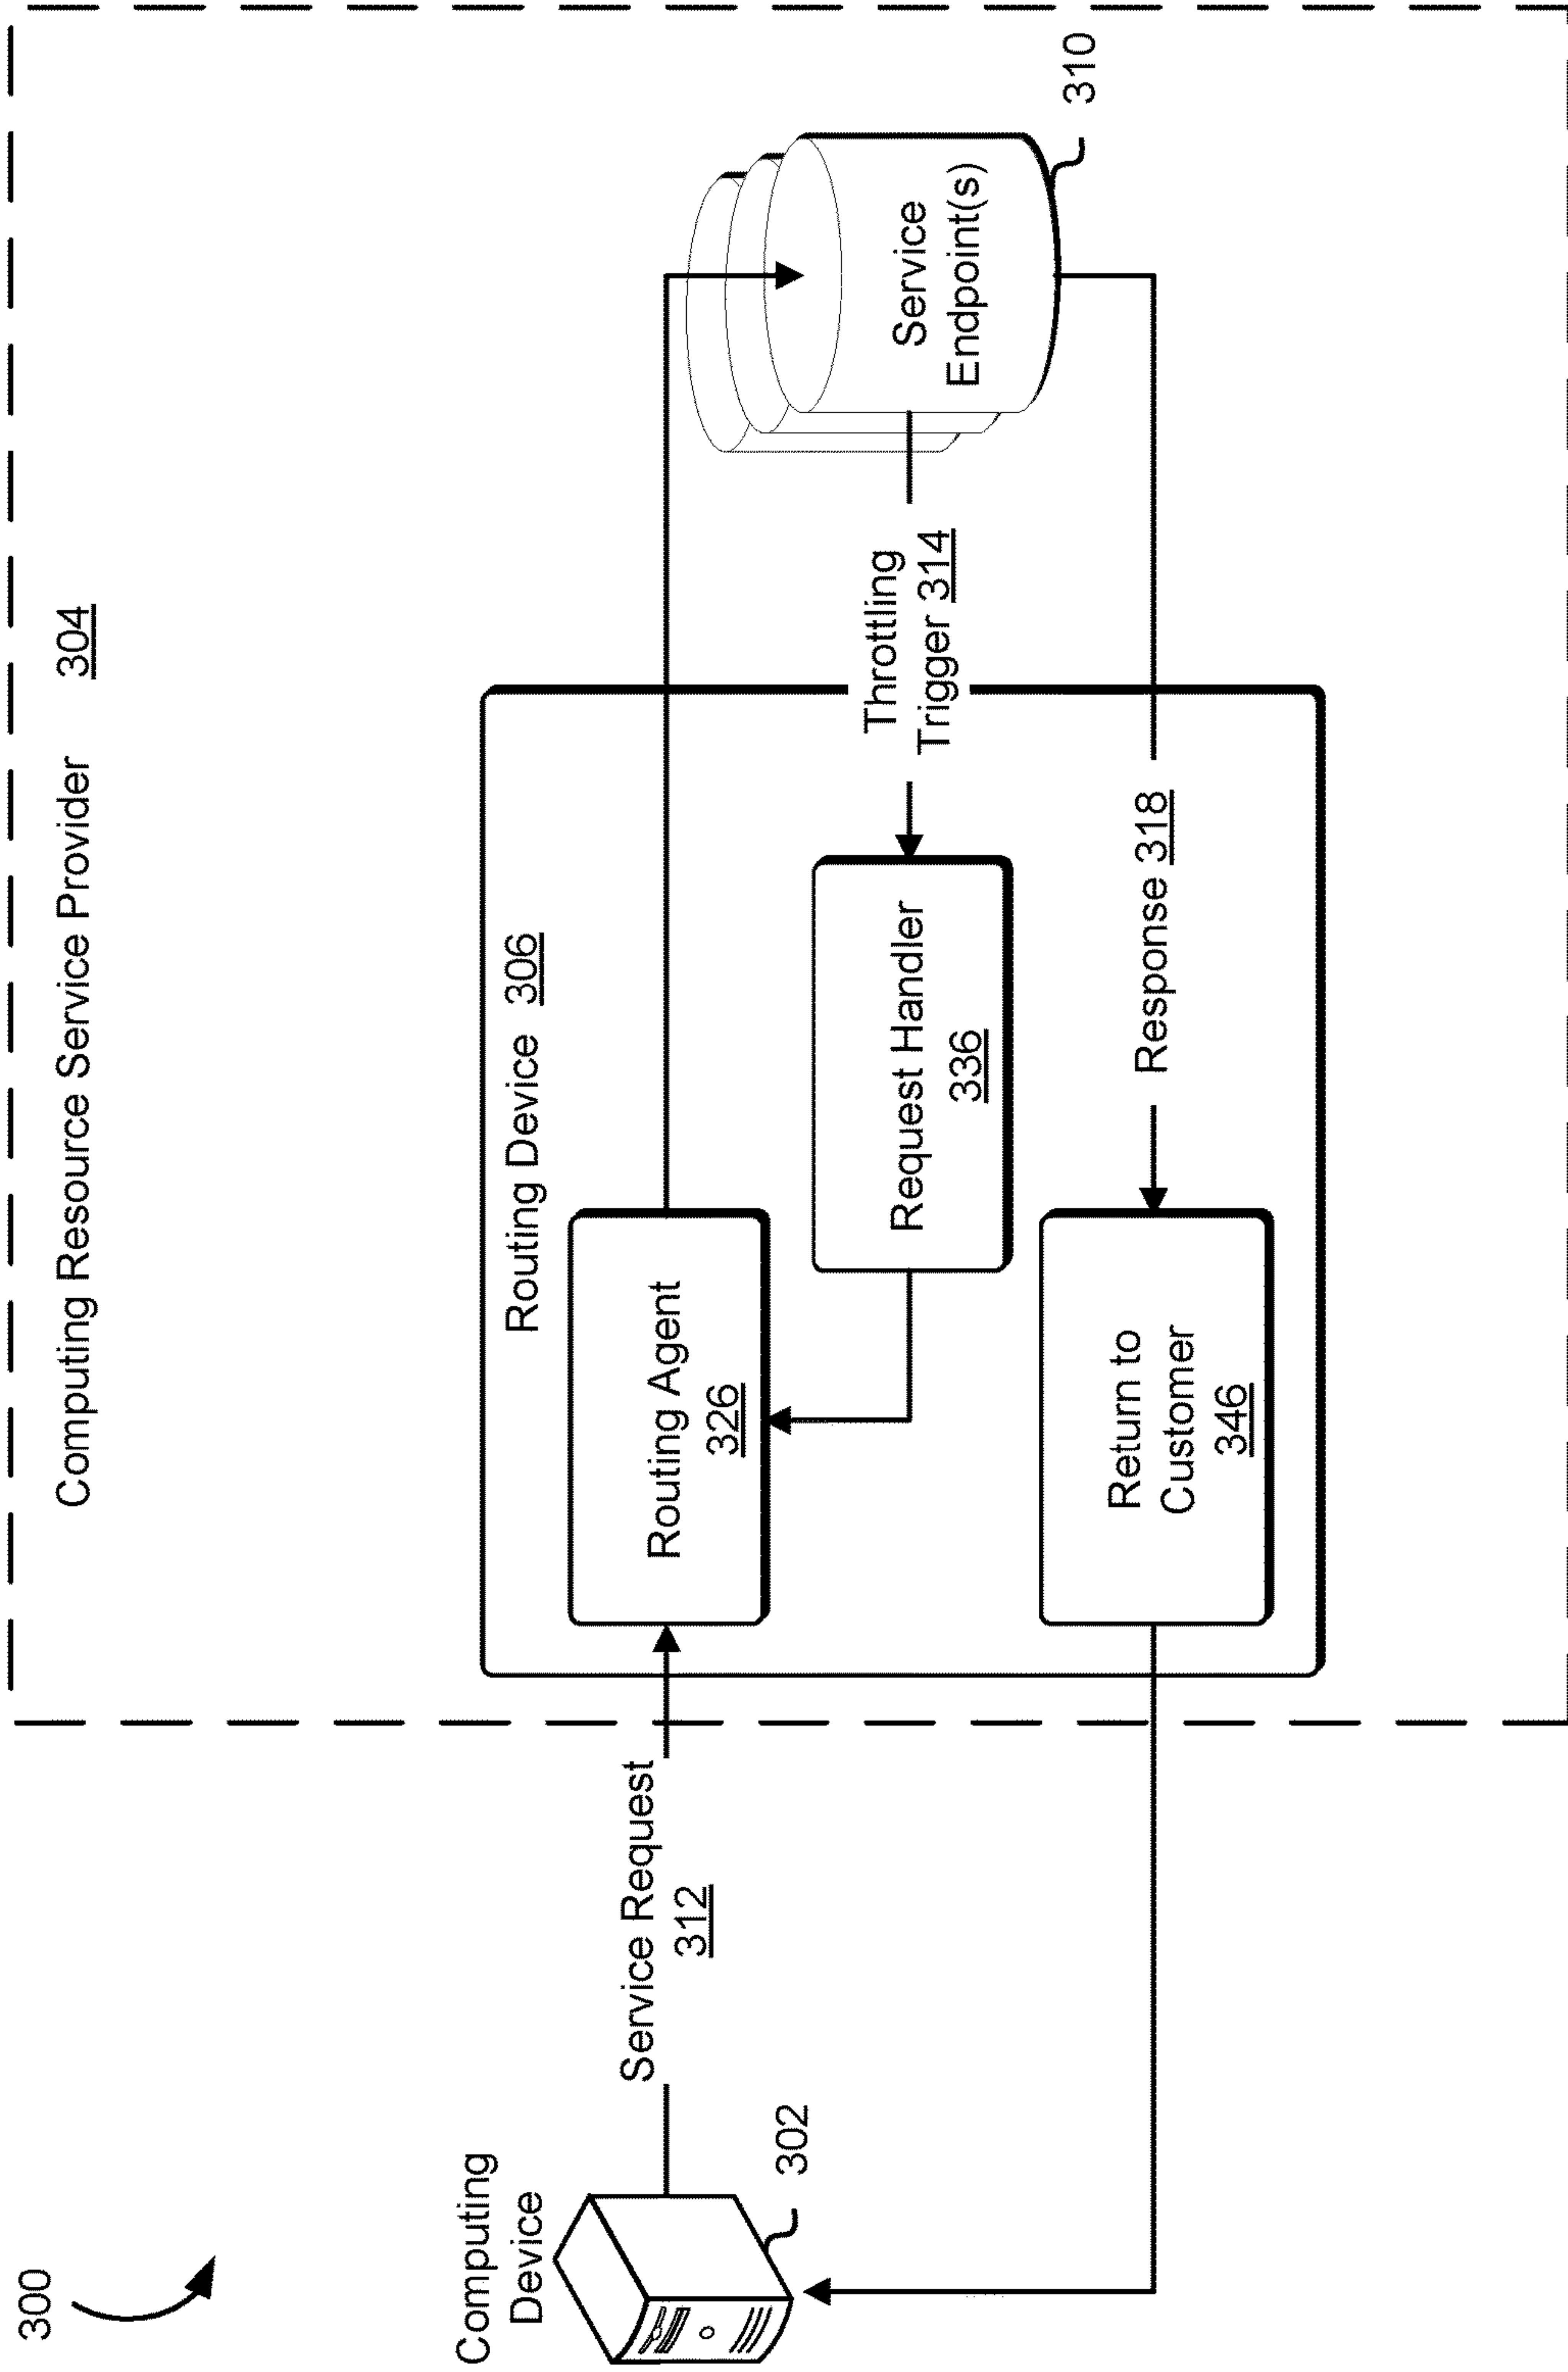 300
Computing Resource Service Provider 304
Computing
Device
302
Service Request
312
Routing Device 306
Routing Agent
326
Request Handler
336
Return to
Customer
346
Throttling
Trigger 314
Response 318
Service
Endpoint(s)
310